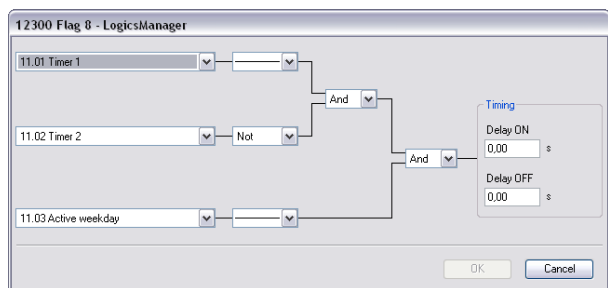 12300 Flag 8 - LogicsManager
11.01 Timer 1
And
Timing
Delay ON
11.02 Timer 2 Not
0,00 s
And
Delay OFF
0,00 s
11.03 Active weekday
OK Cancel